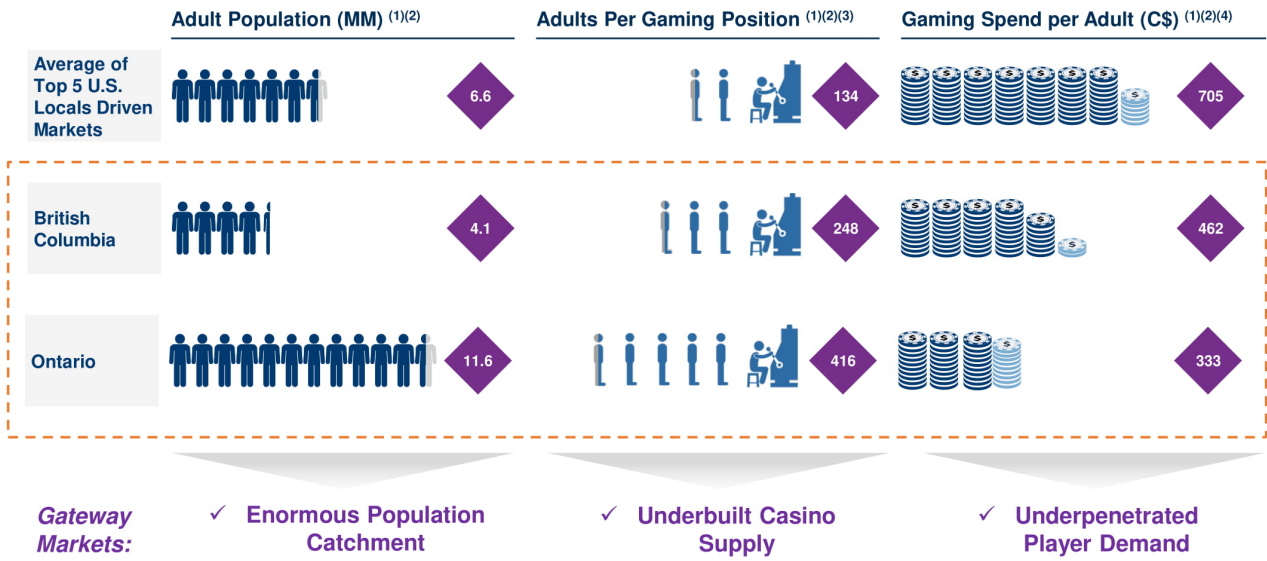 Adult Population (MM) (1)(2)
Adults Per Gaming Position (1)(2)(3)
Gaming Spend per Adult (C$) (1)(2)(4)
Average of
Top 5 U.S.
Locals Driven
Markets
6.6
134
$ $ $ $ $ $ $ $
705
British
Columbia
4.1
248
$ $ $ $ $ $
462
Ontario
11.6
416
$ $ $ $
333
Gateway
Markets:
✓ Enormous Population
Catchment
✓ Underbuilt Casino
Supply
✓ Underpenetrated
Player Demand